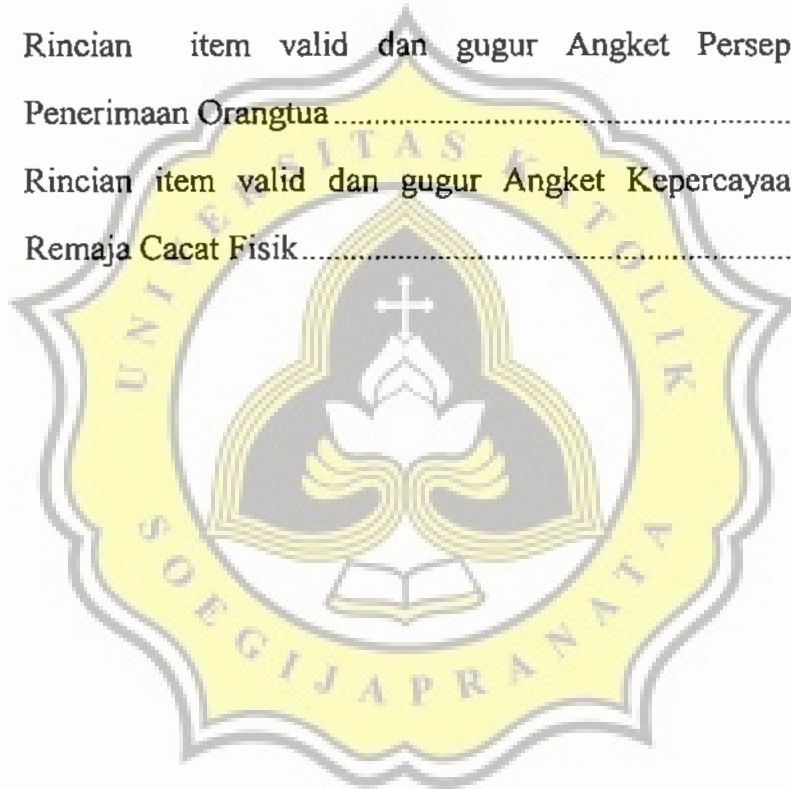 Rincian item valid dan gugur Angket Persep
Penerimaan Orangtua
Rincian item valid dan gugur Angket Kepercayaa
Remaja Cacat Fisik
UNIVERSITAS KATOLIK
SOEGIJAPRANATA